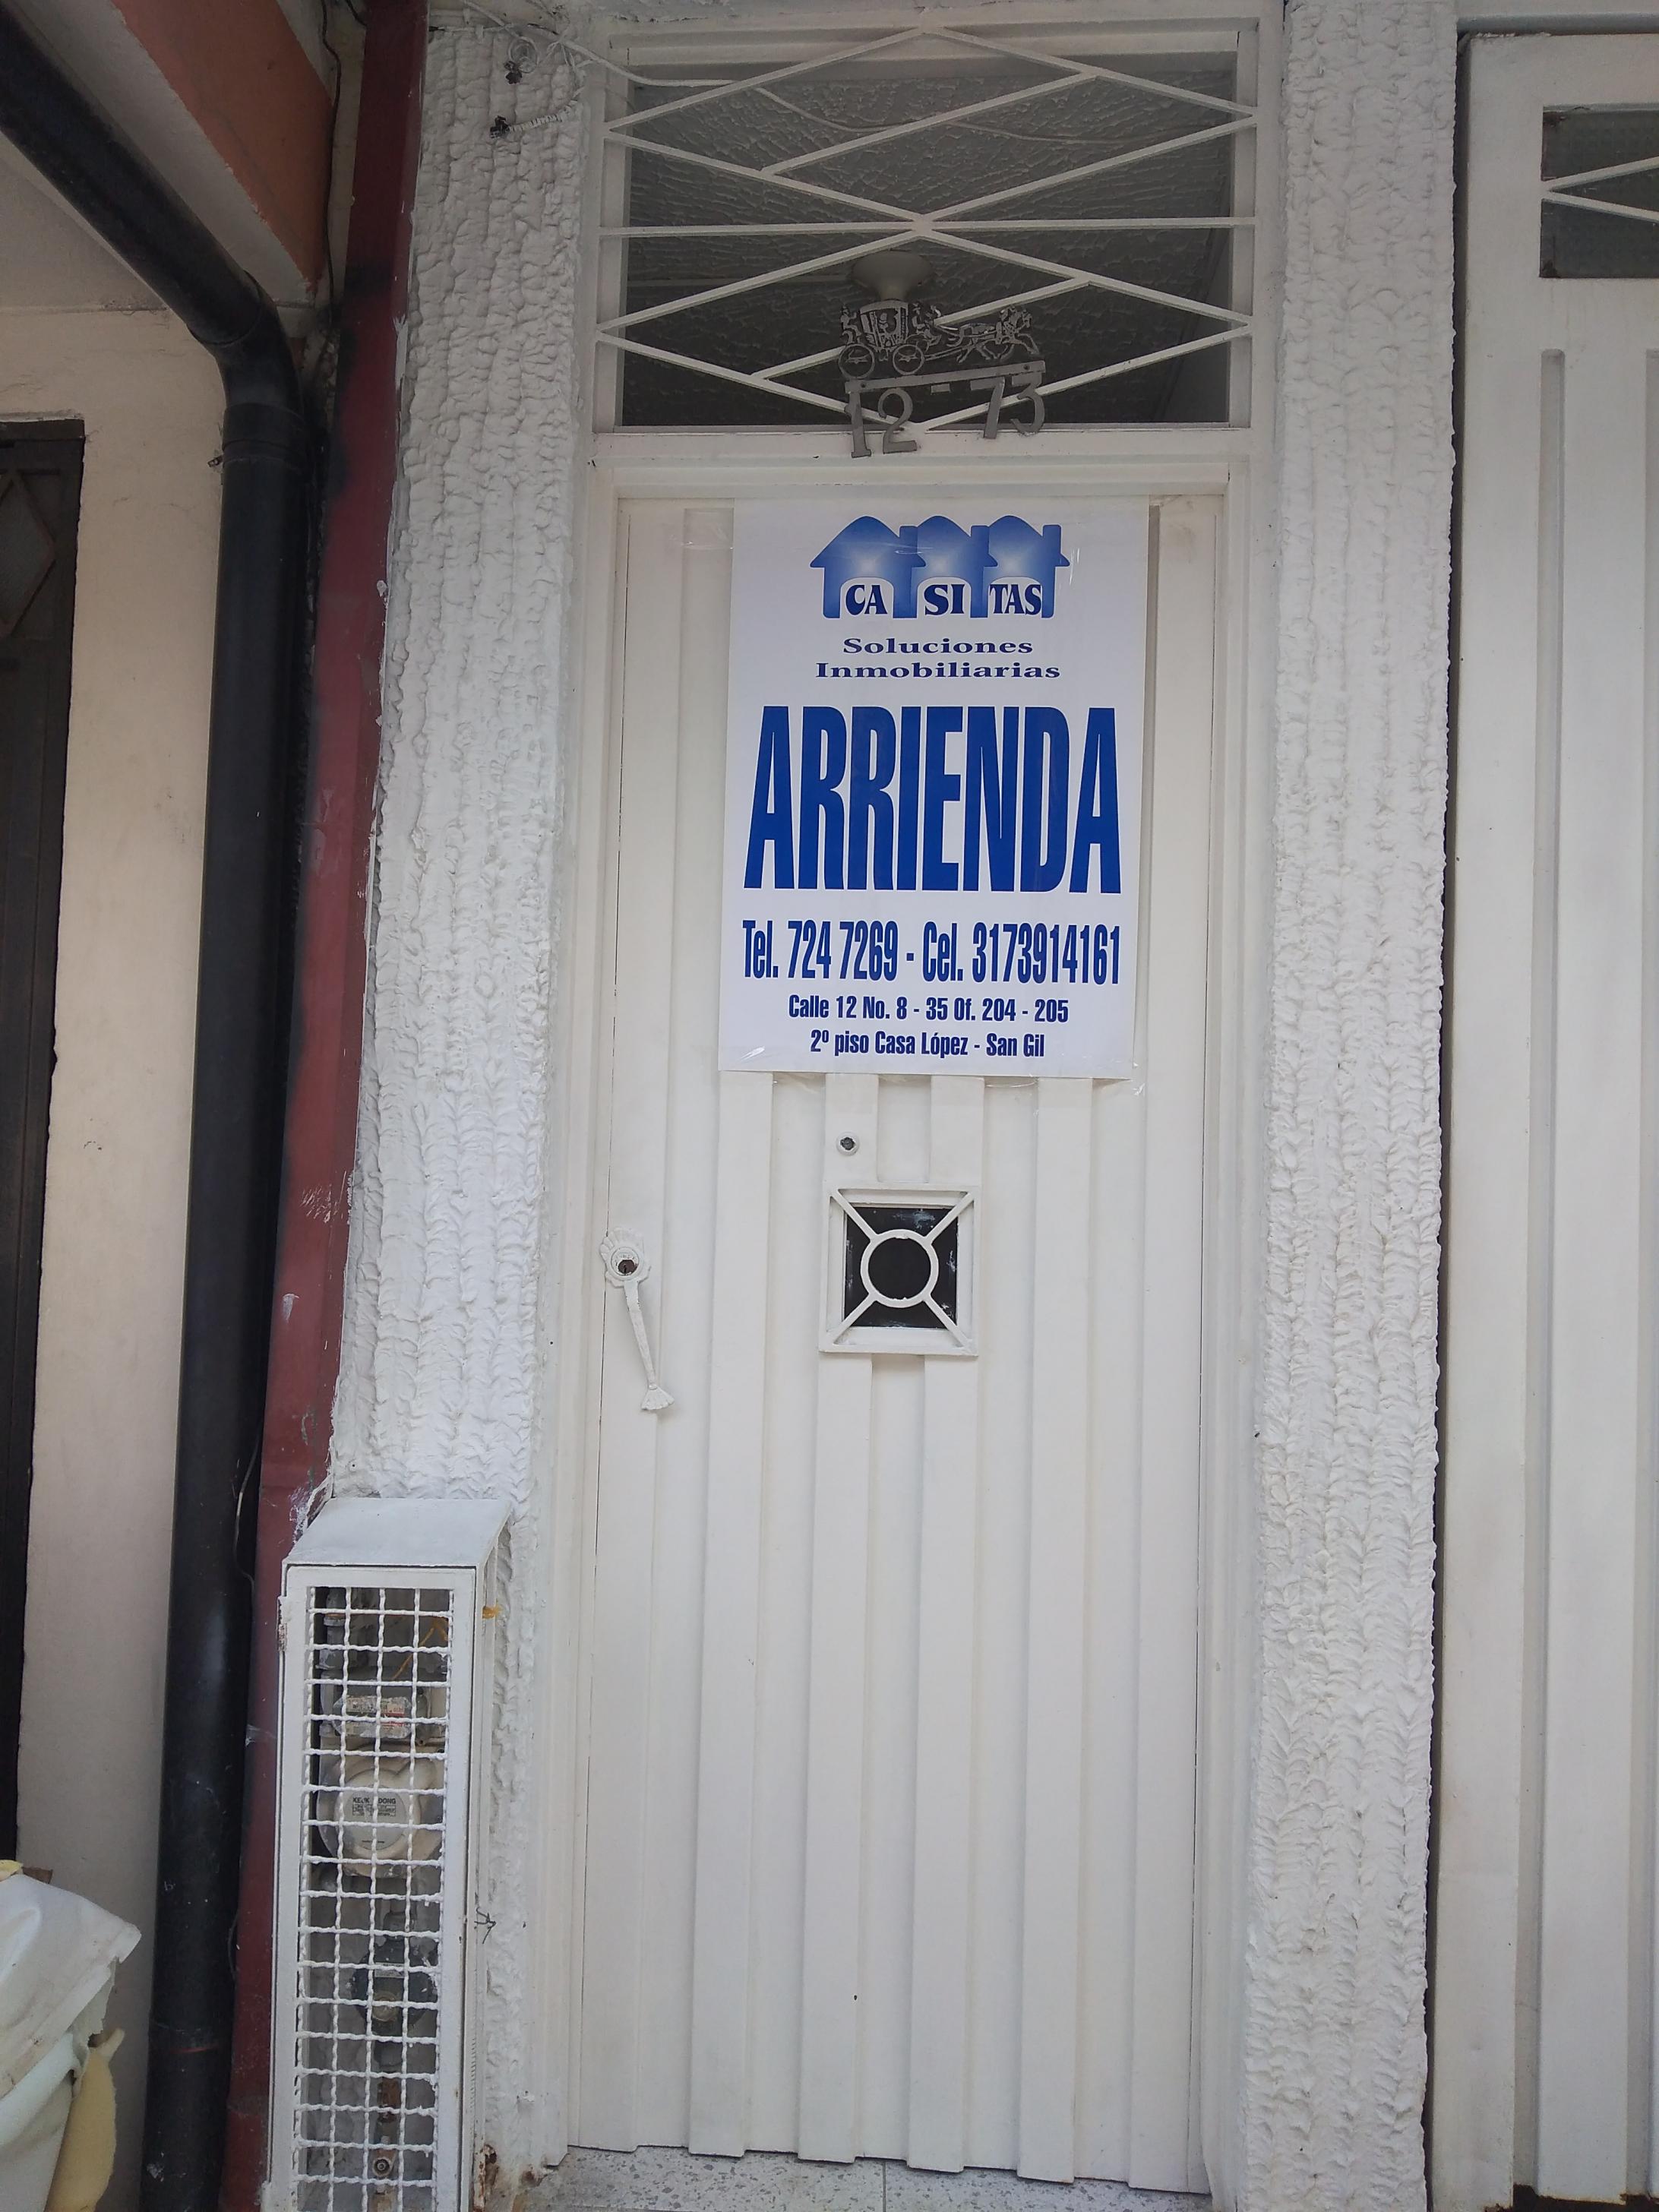 12 73
CA SI TAS
Soluciones
Inmobiliarias
ARRIENDA
Tel. 724 7269 - Cel. 3173914161
Calle 12 No. 8 - 35 Of. 204 - 205
2º piso Casa López - San Gil